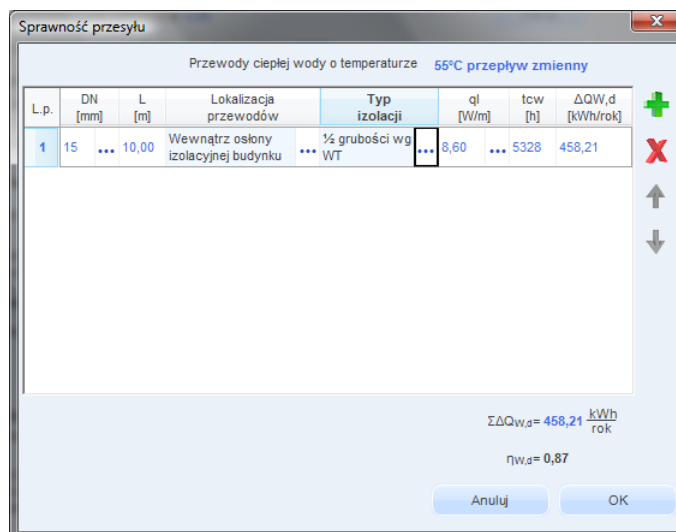 Sprawność przesyłu
Przewody ciepłej wody o temperaturze 55°C przepływ zmienny
L.p. DN [mm] L [m] Lokalizacja przewodów Typ izolacji ql [W/m] tcw [h] ΔQW,d [kWh/rok]
1 15 ... 10,00 Wewnątrz osłony izolacyjnej budynku ... ½ grubości wg WT ... 8,60 ... 5328 458,21
ΣΔQw,d= 458,21 kWh/rok
ηw,d= 0,87
Anuluj OK